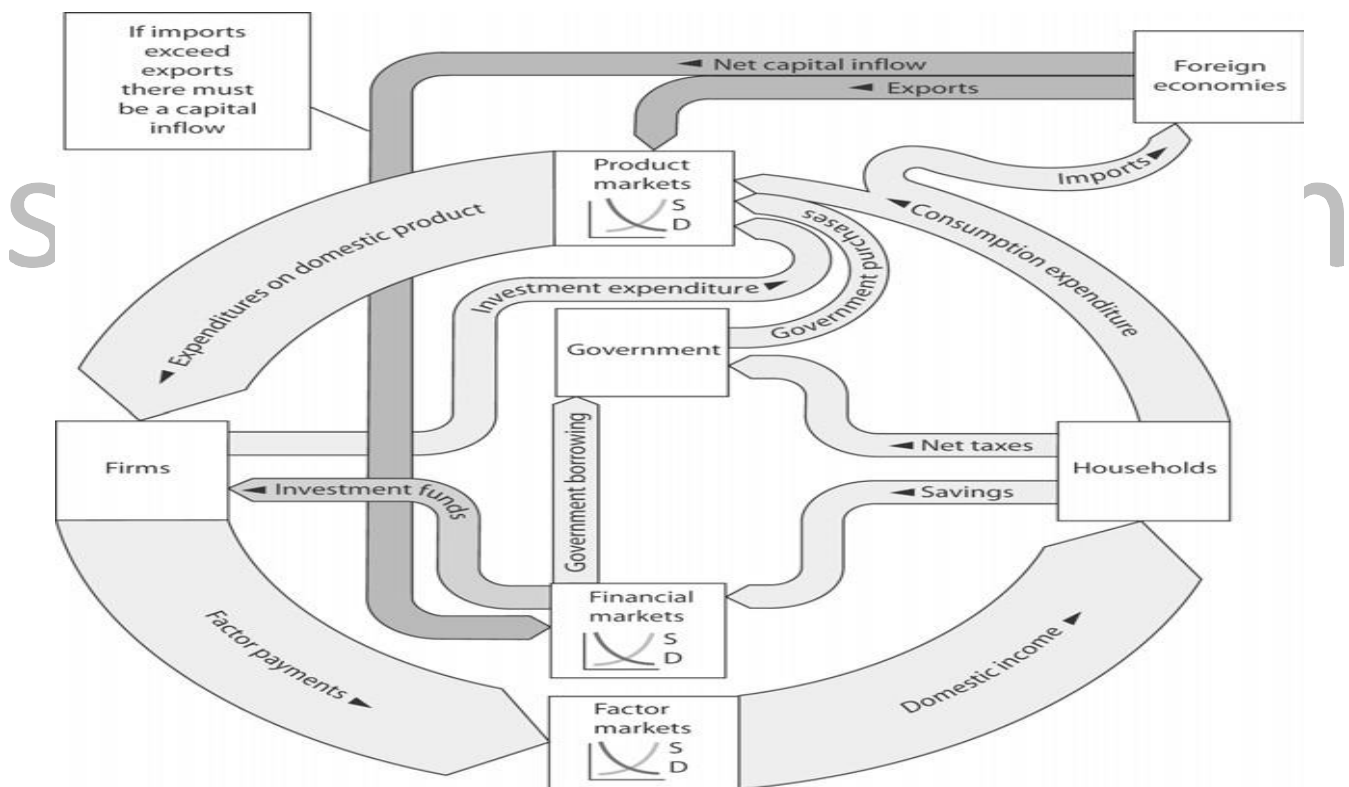 If imports
exceed
exports
there must
be a capital
inflow
Net capital inflow
Exports
Foreign
economies
Imports
Product
markets
S
D
Expenditures on domestic product
Consumption expenditure
Government purchases
Investment expenditure
Government
Firms
Net taxes
Households
Investment funds
Savings
Government borrowing
Financial
markets
S
D
Factor payments
Domestic income
Factor
markets
S
D